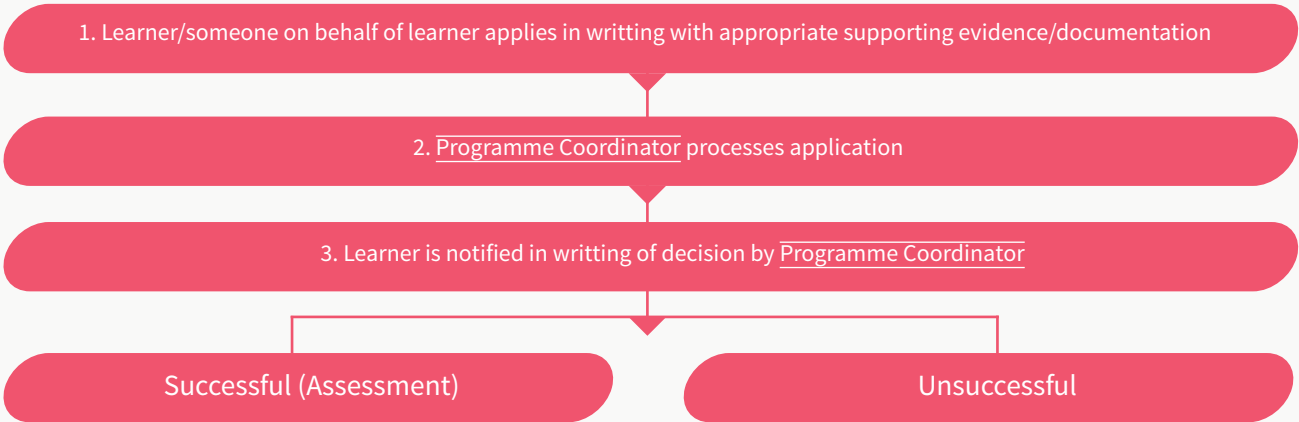 1. Learner/someone on behalf of learner applies in writting with appropriate supporting evidence/documentation
2. Programme Coordinator processes application
3. Learner is notified in writting of decision by Programme Coordinator
Successful (Assessment)
Unsuccessful